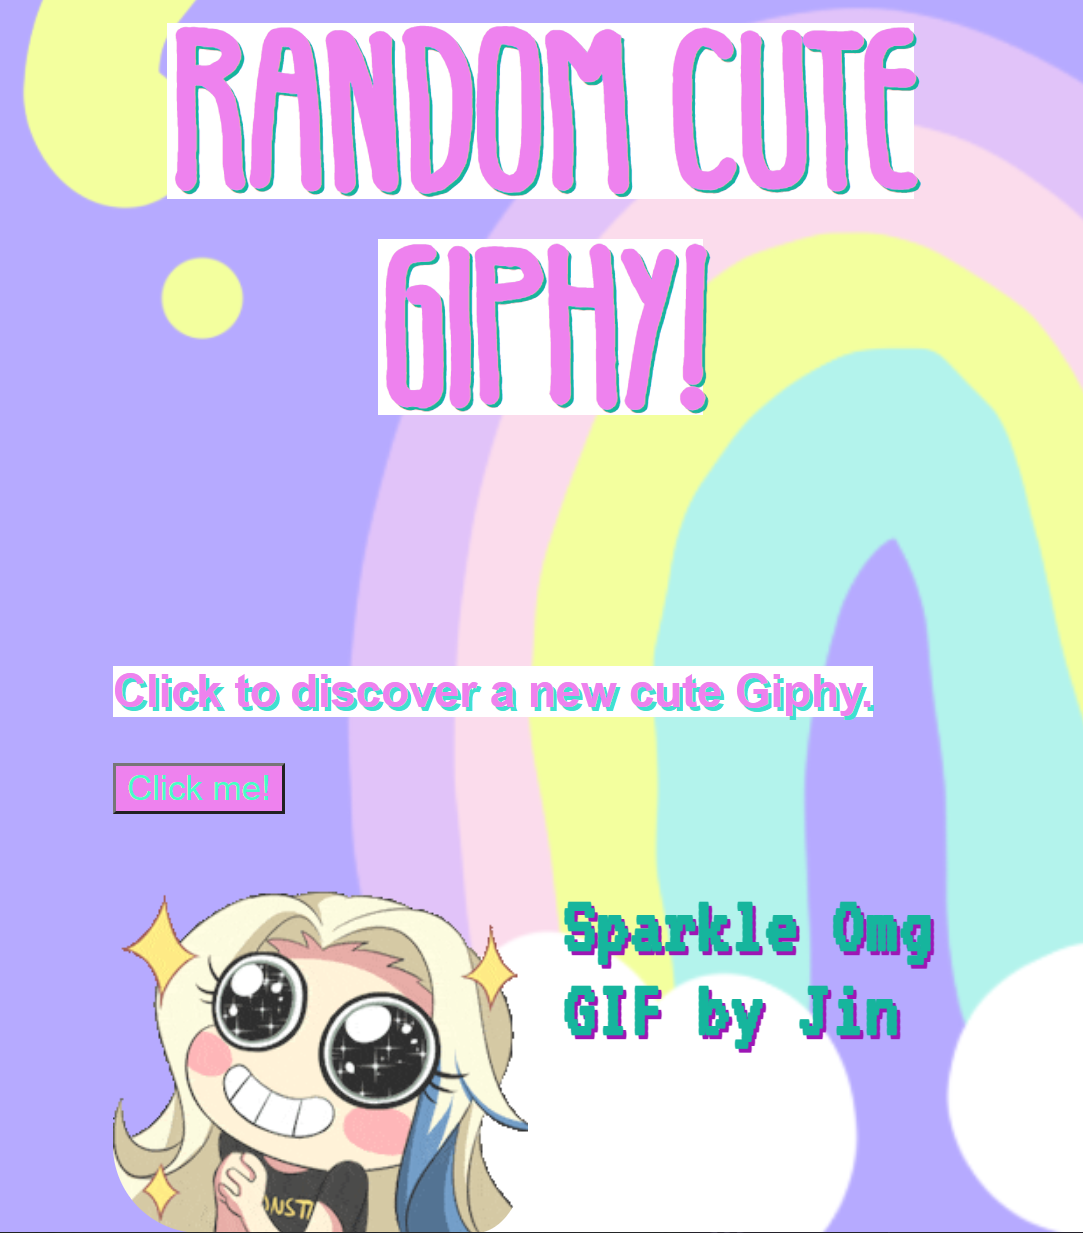 RANDOM CUTE
GIPHY!
Click to discover a new cute Giphy.
Click me!
Sparkle Omg
GIF by Jin